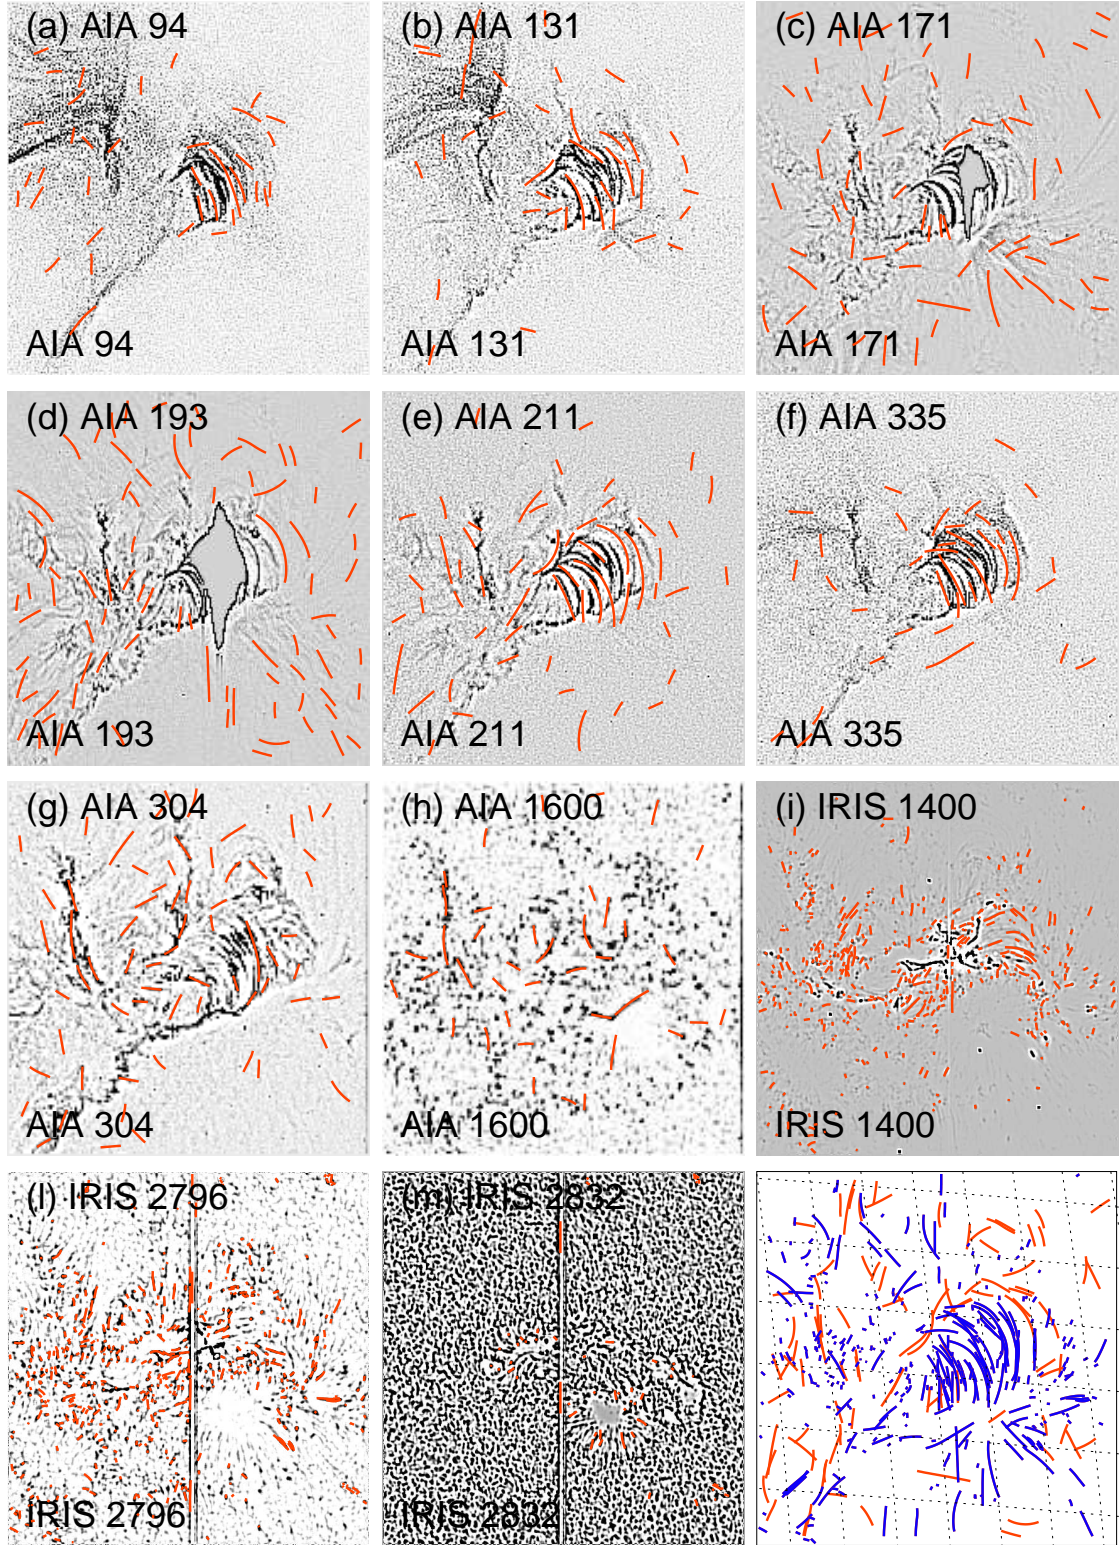 (a) AIA 94
(b) AIA 131
(c) AIA 171
AIA 94
AIA 131
AIA 171
(d) AIA 193
(e) AIA 211
(f) AIA 335
AIA 193
AIA 211
AIA 335
(g) AIA 304
(h) AIA 1600
(i) IRIS 1400
AIA 304
AIA 1600
IRIS 1400
(l) IRIS 2796
(m) IRIS 2832
IRIS 2796
IRIS 2832